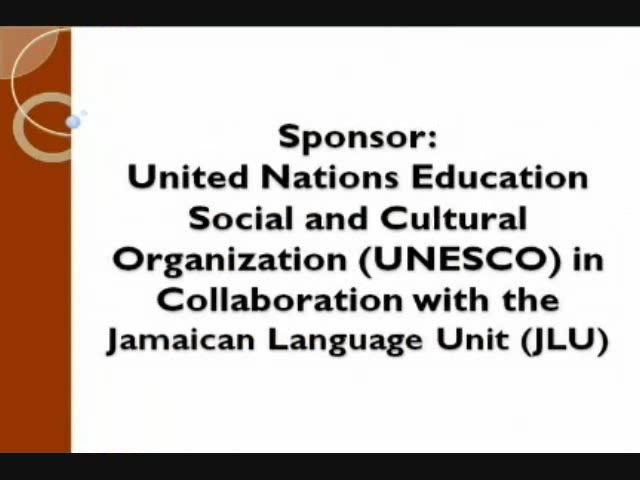 Sponsor:
United Nations Education
Social and Cultural
Organization (UNESCO) in
Collaboration with the
Jamaican Language Unit (JLU)